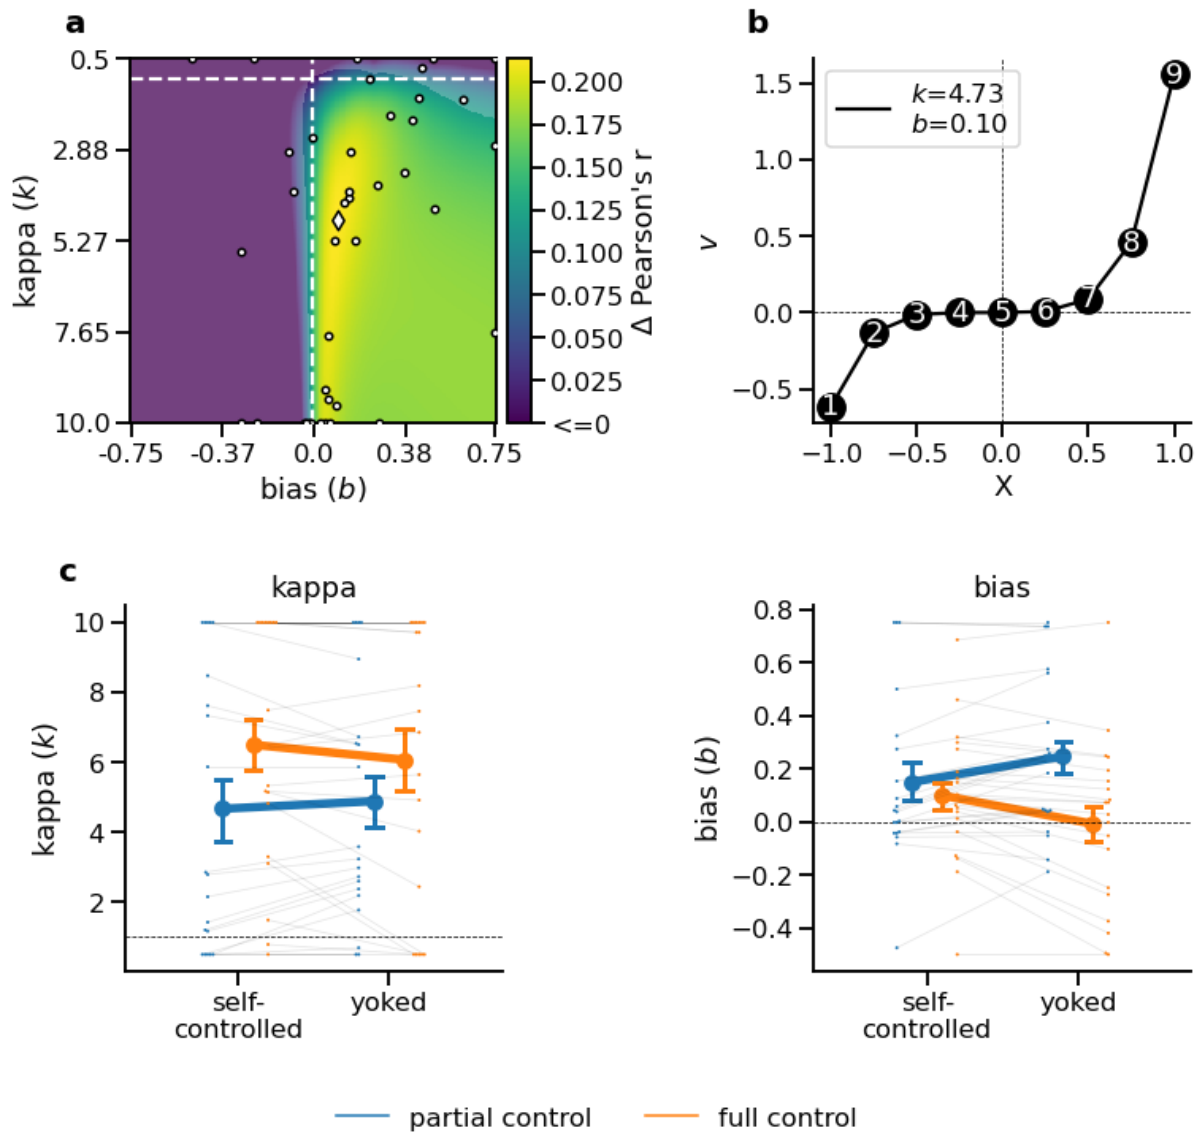 a
0.5
2.88
5.27
7.65
10.0
kappa (k)
-0.75
-0.37
0.0
0.38
0.75
bias (b)
0.200
0.175
0.150
0.125
0.100
0.075
0.050
0.025
<=0
Δ Pearson's r
b
k=4.73
b=0.10
1.5
1.0
0.5
0.0
−0.5
v
1
2
3
4
5
6
7
8
9
−1.0
−0.5
0.0
0.5
1.0
X
c
kappa
10
8
6
4
2
kappa (k)
self-
controlled
yoked
bias
0.8
0.6
0.4
0.2
0.0
−0.2
−0.4
bias (b)
self-
controlled
yoked
partial control
full control